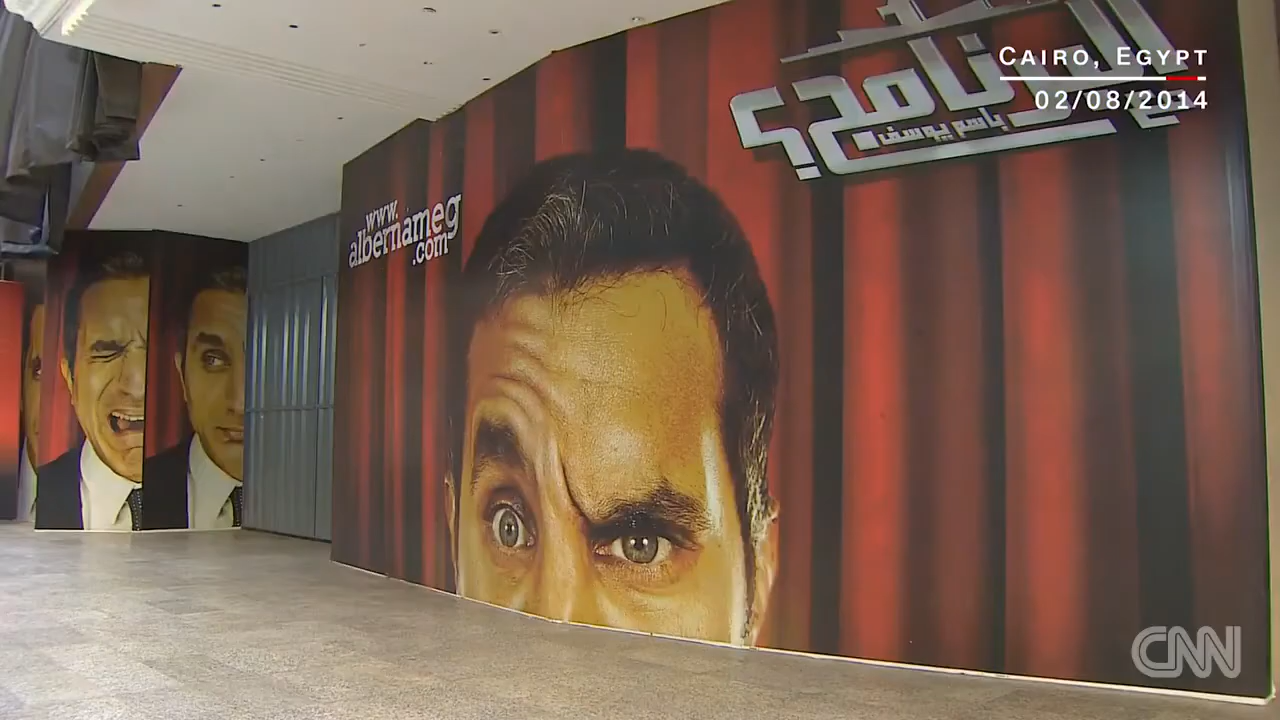 CAIRO, EGYPT
02/08/2014
البرنامج؟
باسم يوسف
www.
albernameg
.com
CNN